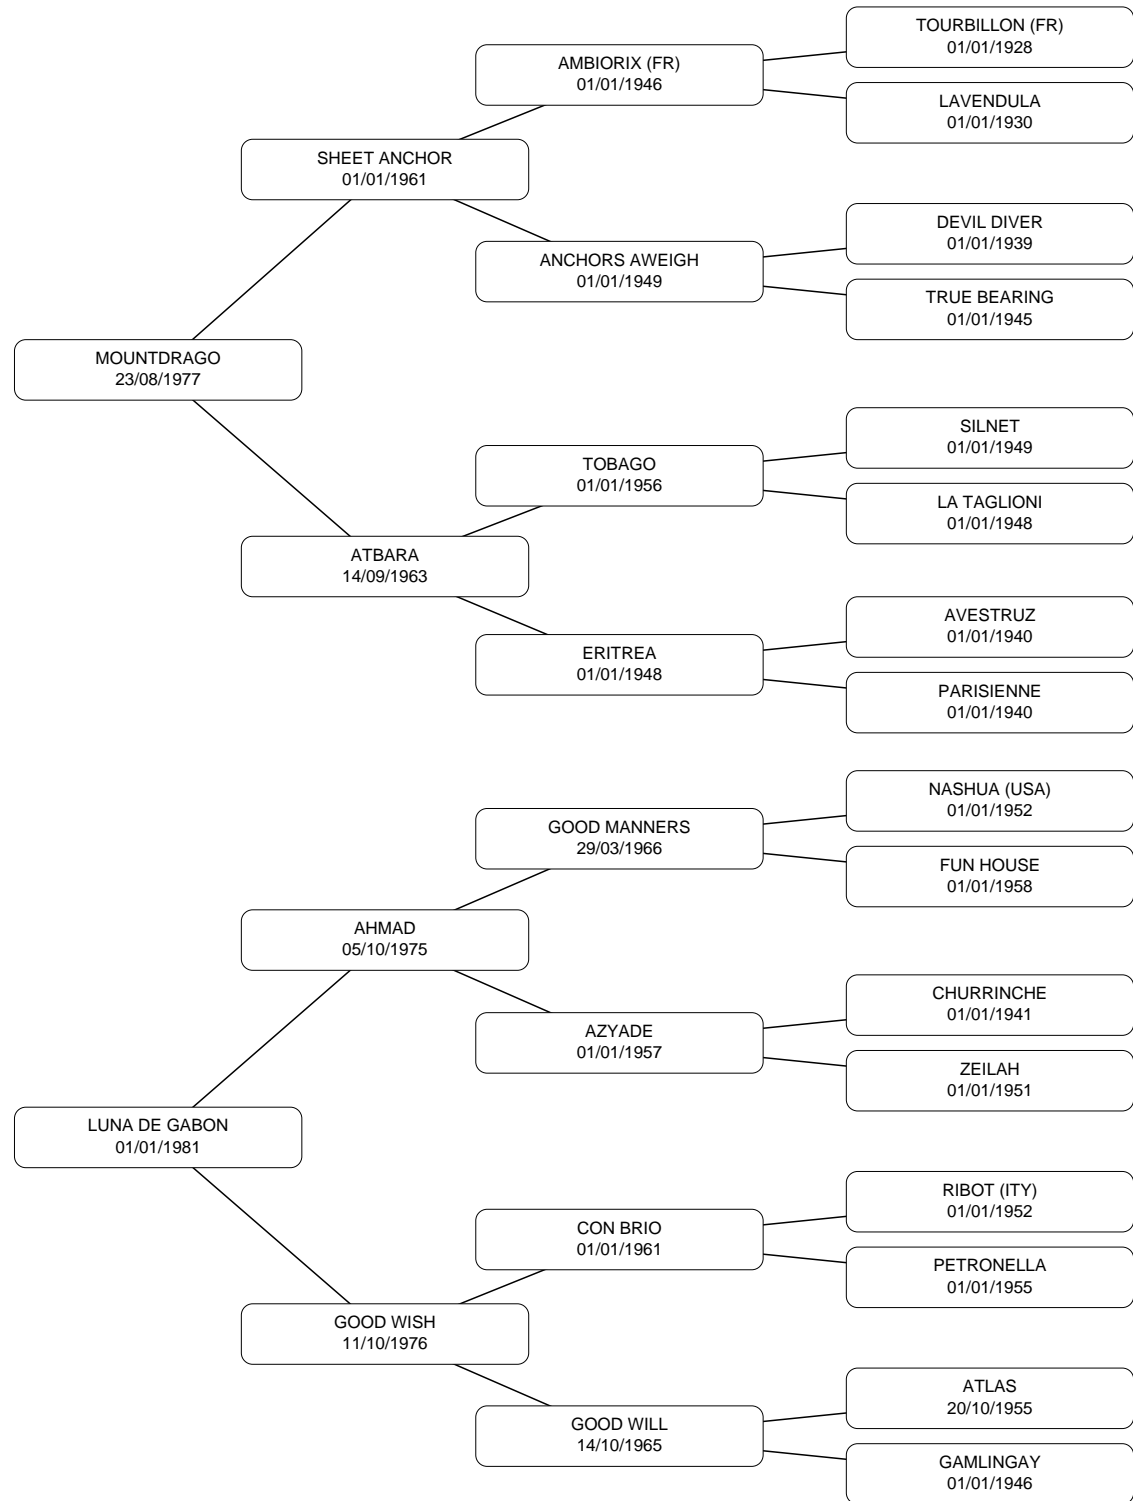 TOURBILLON (FR)
01/01/1928
AMBIORIX (FR)
01/01/1946
LAVENDULA
01/01/1930
SHEET ANCHOR
01/01/1961
DEVIL DIVER
01/01/1939
ANCHORS AWEIGH
01/01/1949
TRUE BEARING
01/01/1945
MOUNTDRAGO
23/08/1977
SILNET
01/01/1949
TOBAGO
01/01/1956
LA TAGLIONI
01/01/1948
ATBARA
14/09/1963
AVESTRUZ
01/01/1940
ERITREA
01/01/1948
PARISIENNE
01/01/1940
NASHUA (USA)
01/01/1952
GOOD MANNERS
29/03/1966
FUN HOUSE
01/01/1958
AHMAD
05/10/1975
CHURRINCHE
01/01/1941
AZYADE
01/01/1957
ZEILAH
01/01/1951
LUNA DE GABON
01/01/1981
RIBOT (ITY)
01/01/1952
CON BRIO
01/01/1961
PETRONELLA
01/01/1955
GOOD WISH
11/10/1976
ATLAS
20/10/1955
GOOD WILL
14/10/1965
GAMLINGAY
01/01/1946